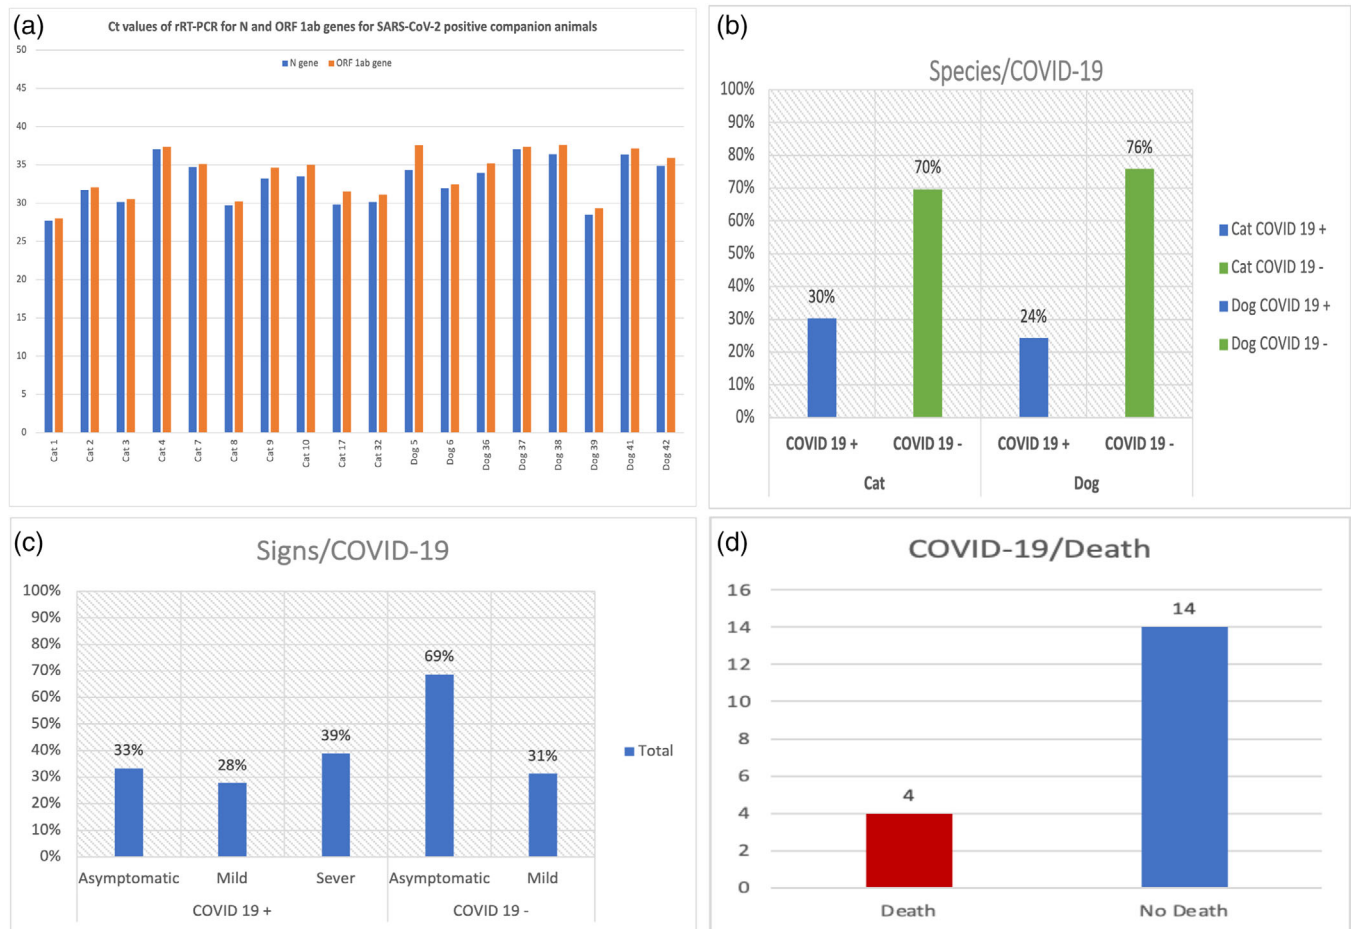 (a)
Ct values of rRT-PCR for N and ORF 1ab genes for SARS-CoV-2 positive companion animals
N gene ORF 1ab gene
50
45
40
35
30
25
20
15
10
5
0
Cat 1 Cat 2 Cat 3 Cat 4 Cat 7 Cat 8 Cat 9 Cat 10 Cat 17 Cat 32 Dog 5 Dog 6 Dog 36 Dog 37 Dog 38 Dog 39 Dog 41 Dog 42
(b)
Species/COVID-19
100%
90%
80%
70%
60%
50%
40%
30%
20%
10%
0%
30%
70%
24%
76%
COVID 19 + COVID 19 - COVID 19 + COVID 19 -
Cat Dog
Cat COVID 19 +
Cat COVID 19 -
Dog COVID 19 +
Dog COVID 19 -
(c)
Signs/COVID-19
100%
90%
80%
70%
60%
50%
40%
30%
20%
10%
0%
33%
28%
39%
69%
31%
Asymptomatic Mild Sever Asymptomatic Mild
COVID 19 + COVID 19 -
Total
(d)
COVID-19/Death
16
14
12
10
8
6
4
2
0
4
14
Death No Death